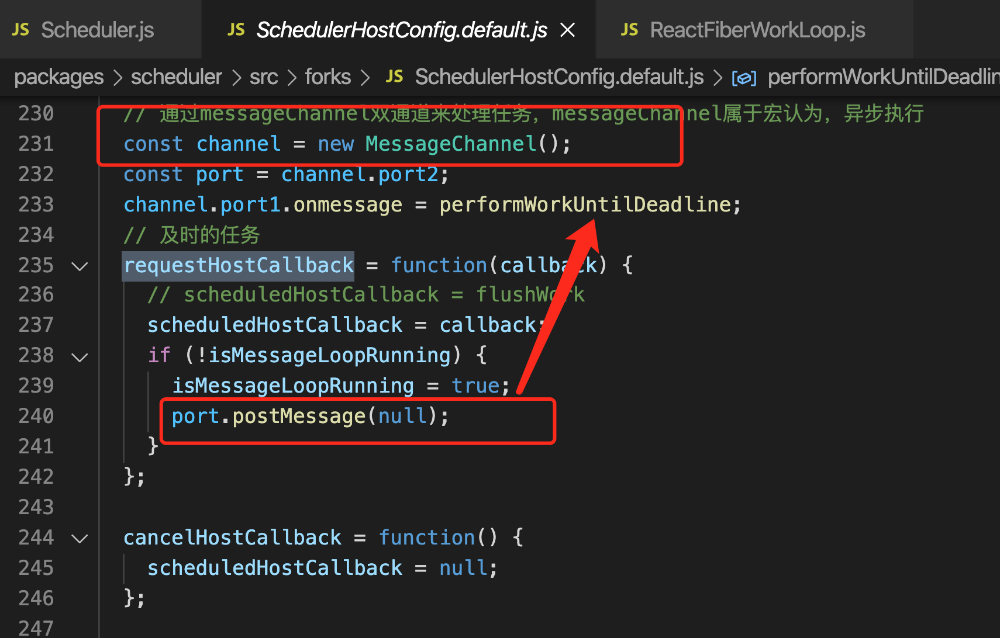 JS Scheduler.js
JS SchedulerHostConfig.default.js
JS ReactFiberWorkLoop.js
packages > scheduler > src > forks > JS SchedulerHostConfig.default.js > performWorkUntilDeadlin
230 // 通过messageChannel双通道来处理任务，messageChannel属于宏认为，异步执行
231 const channel = new MessageChannel();
232 const port = channel.port2;
233 channel.port1.onmessage = performWorkUntilDeadline;
234 // 及时的任务
235 requestHostCallback = function(callback) {
236 // scheduledHostCallback = flushWork
237 scheduledHostCallback = callback;
238 if (!isMessageLoopRunning) {
239 isMessageLoopRunning = true;
240 port.postMessage(null);
241 }
242 };
243
244 cancelHostCallback = function() {
245 scheduledHostCallback = null;
246 };
247